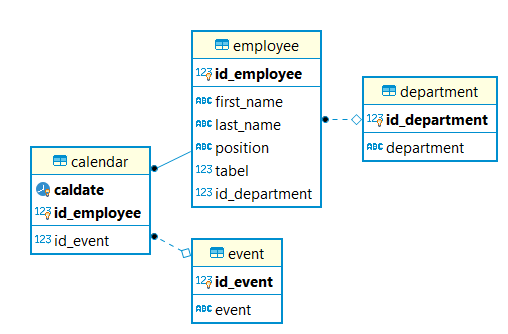 employee
123 id_employee
ABC first_name
ABC last_name
ABC position
123 tabel
123 id_department
department
123 id_department
ABC department
calendar
caldate
123 id_employee
123 id_event
event
123 id_event
ABC event